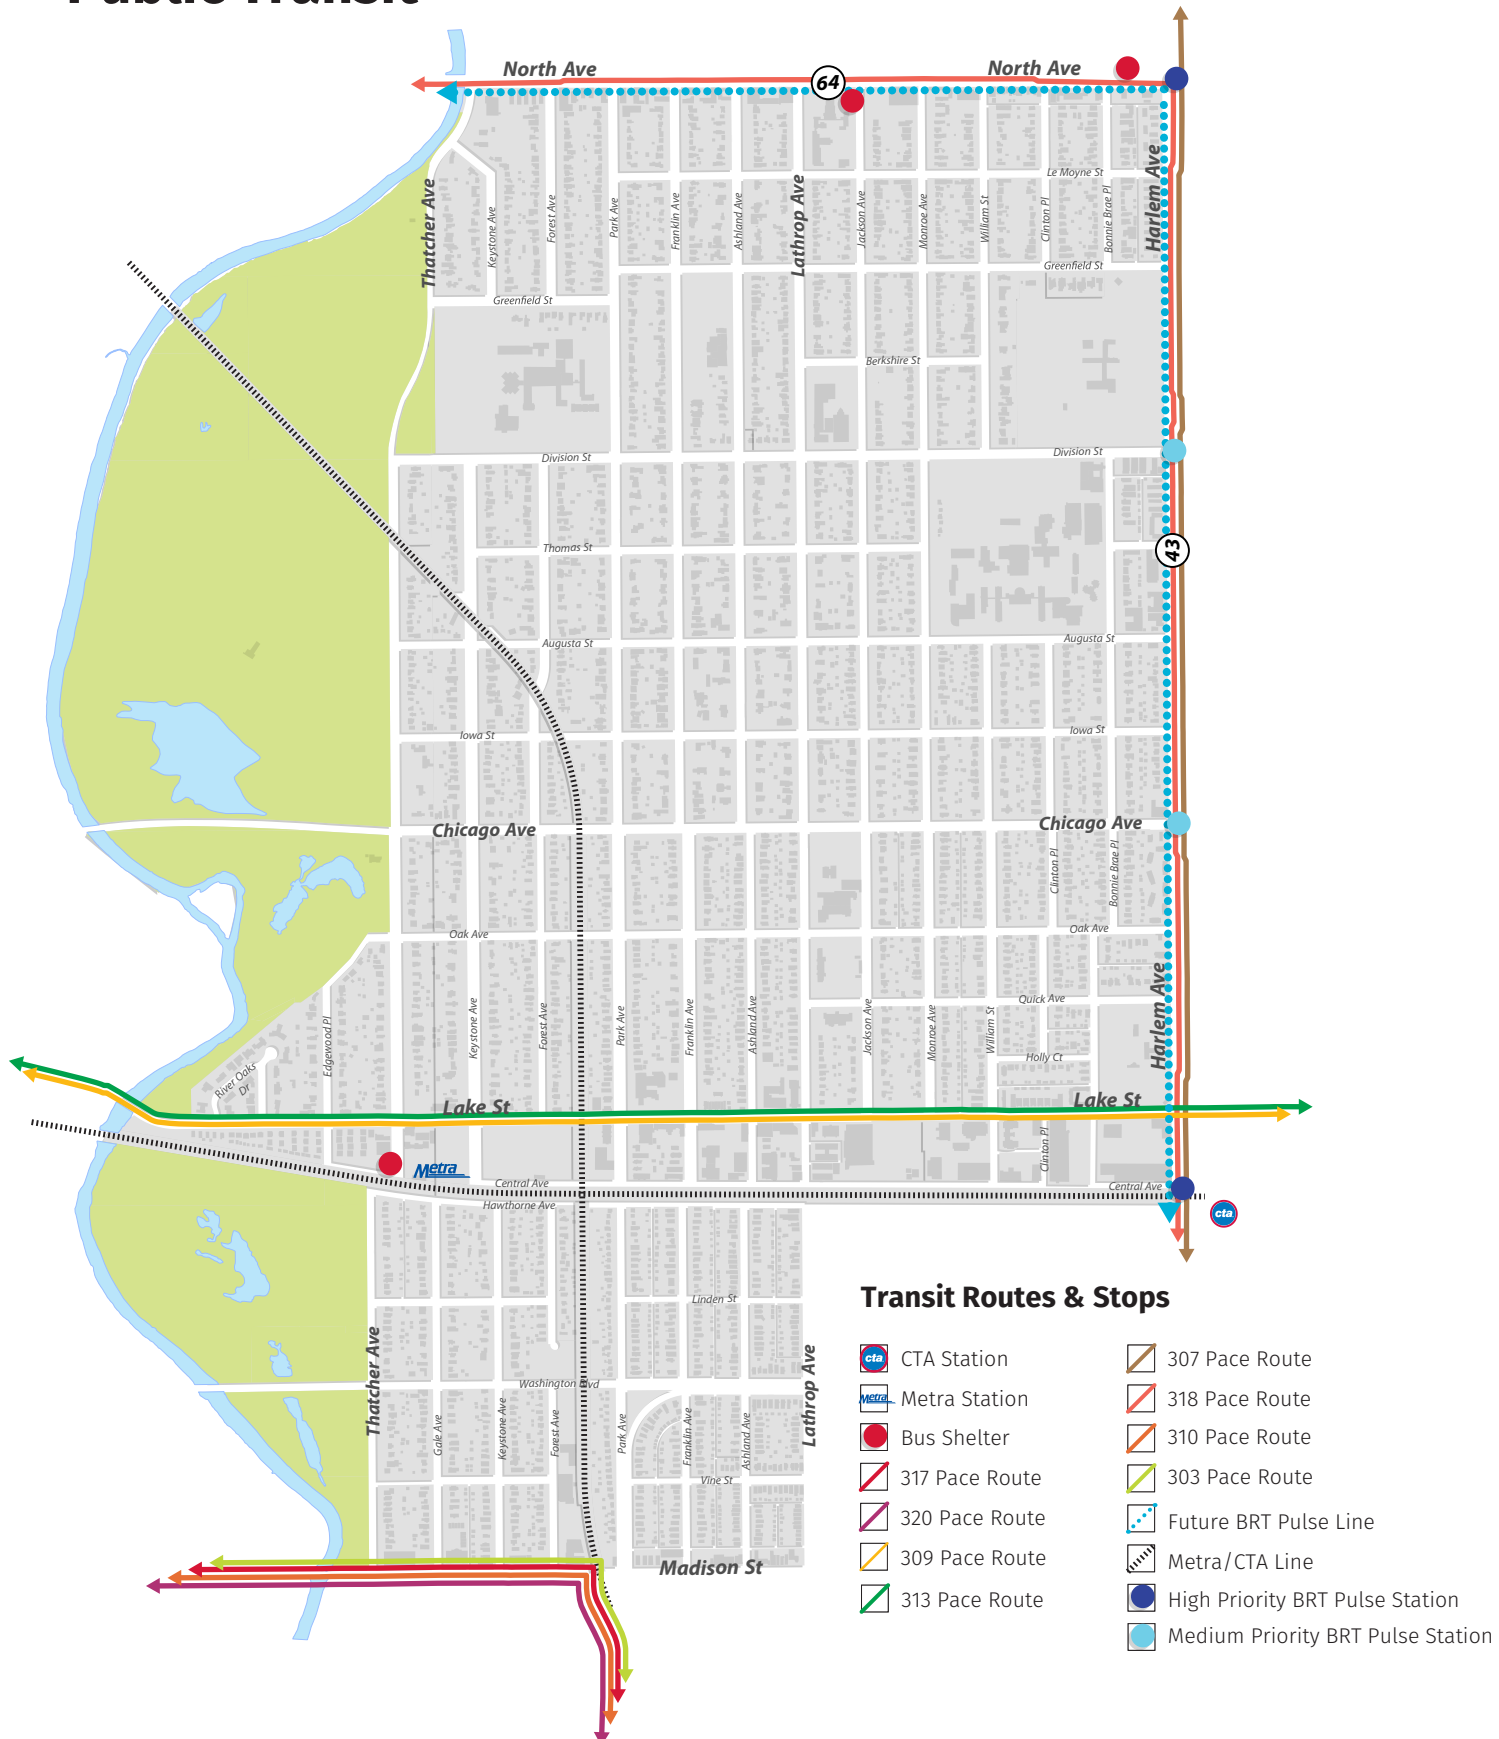 Public Transit
North Ave
North Ave
64
Le Moyne St
Thatcher Ave
Keystone Ave
Forest Ave
Park Ave
Franklin Ave
Ashland Ave
Lathrop Ave
Jackson Ave
Monroe Ave
William St
Clinton Pl
Bonnie Brae Pl
Harlem Ave
Greenfield St
Greenfield St
Berkshire St
Division St
Division St
Thomas St
43
Augusta St
Augusta St
Iowa St
Iowa St
Chicago Ave
Chicago Ave
Clinton Pl
Bonnie Brae Pl
Oak Ave
Oak Ave
Edgewood Pl
Keystone Ave
Forest Ave
Park Ave
Franklin Ave
Ashland Ave
Jackson Ave
Monroe Ave
William St
Quick Ave
Harlem Ave
Holly Ct
River Oaks
Dr
Lake St
Lake St
Clinton Pl
Metra
Central Ave
Central Ave
Hawthorne Ave
cta
Linden St
Thatcher Ave
Washington Blvd
Lathrop Ave
Gale Ave
Keystone Ave
Forest Ave
Park Ave
Franklin Ave
Ashland Ave
Vine St
Madison St
Transit Routes & Stops
cta CTA Station
Metra Metra Station
Bus Shelter
317 Pace Route
320 Pace Route
309 Pace Route
313 Pace Route
307 Pace Route
318 Pace Route
310 Pace Route
303 Pace Route
Future BRT Pulse Line
Metra/CTA Line
High Priority BRT Pulse Station
Medium Priority BRT Pulse Station